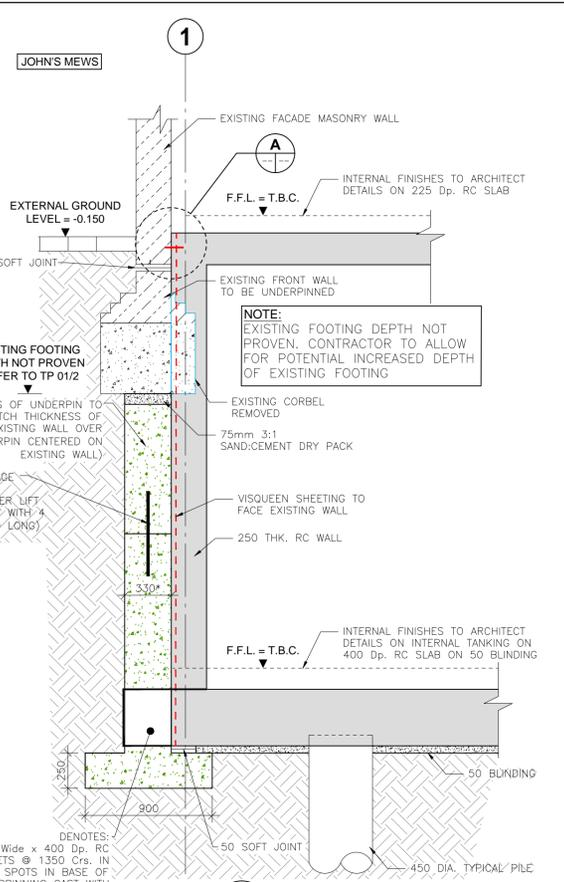 1
JOHN'S MEWS
EXISTING FACADE MASONRY WALL
A
INTERNAL FINISHES TO ARCHITECT
DETAILS ON 225 Dp. RC SLAB
F.F.L. = T.B.C.
EXTERNAL GROUND
LEVEL = -0.150
SOFT JOINT
EXISTING FRONT WALL
TO BE UNDERPINNED
NOTE:
EXISTING FOOTING DEPTH NOT
PROVEN. CONTRACTOR TO ALLOW
FOR POTENTIAL INCREASED DEPTH
OF EXISTING FOOTING
TING FOOTING
H NOT PROVEN
FER TO TP 01/2
EXISTING CORBEL
REMOVED
S OF UNDERPIN TO
TCH THICKNESS OF
XISTING WALL OVER
RPIN CENTERED ON
EXISTING WALL)
75mm 3:1
SAND:CEMENT DRY PACK
GE
ER LIFT
WITH 4
LONG)
VISQUEEN SHEETING TO
FACE EXISTING WALL
250 THK. RC WALL
330*
INTERNAL FINISHES TO ARCHITECT
DETAILS ON INTERNAL TANKING ON
400 Dp. RC SLAB ON 50 BLINDING
F.F.L. = T.B.C.
250
50 BLINDING
900
DENOTES:
Wide x 400 Dp. RC
ETS @ 1350 Crs. IN
SPOTS IN BASE OF
50 SOFT JOINT
450 DIA. TYPICAL PILE